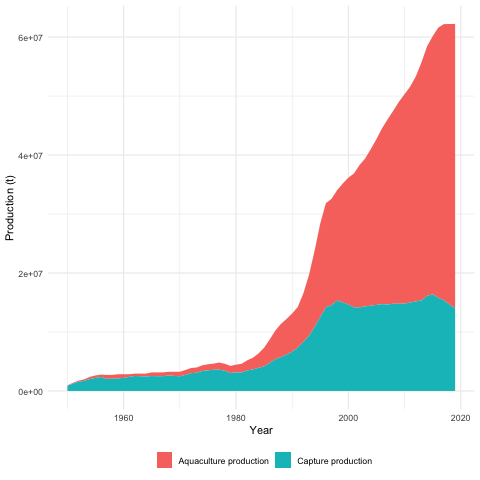 Production (t)
6e+07
4e+07
2e+07
0e+00
1960
1980
2000
2020
Year
Aquaculture production
Capture production